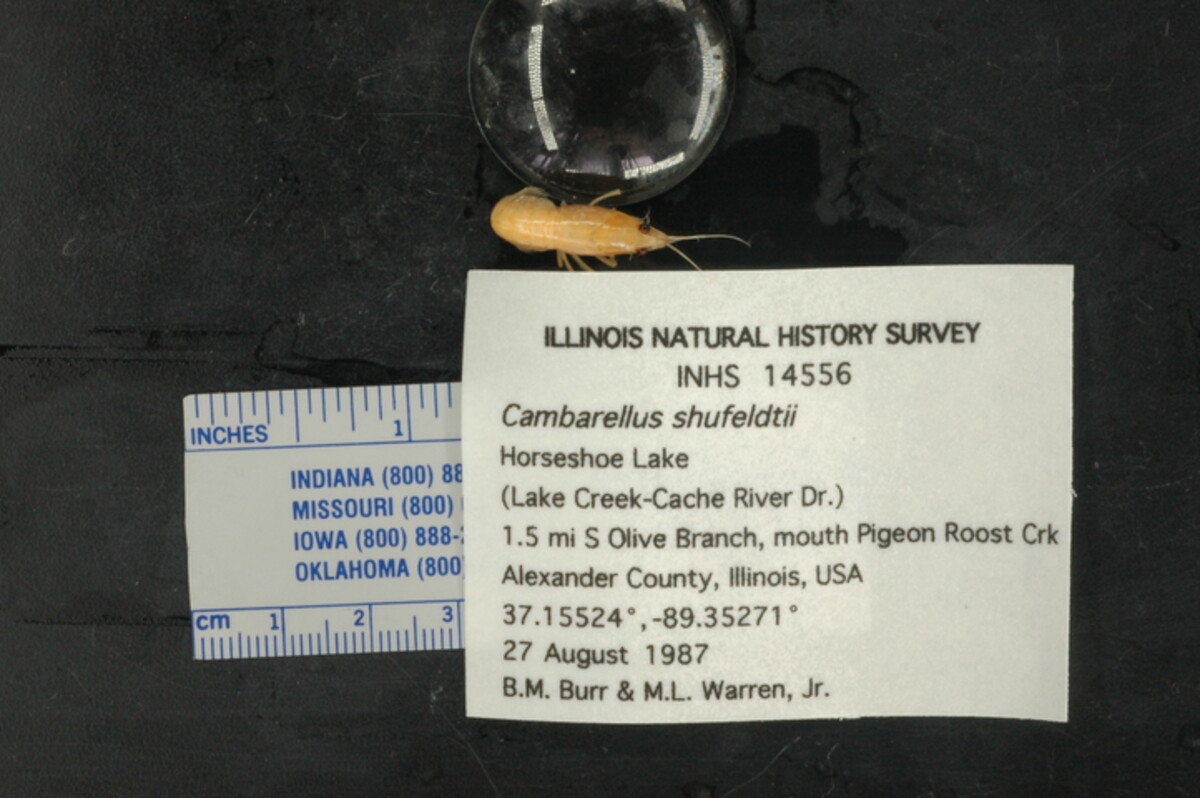 ILLINOIS NATURAL HISTORY SURVEY
INHS 14556
Cambarellus shufeldtii
Horseshoe Lake
(Lake Creek-Cache River Dr.)
1.5 mi S Olive Branch, mouth Pigeon Roost Crk
Alexander County, Illinois, USA
37.15524°,-89.35271°
27 August 1987
B.M. Burr & M.L. Warren, Jr.
INCHES 1
INDIANA (800) 88
MISSOURI (800)
IOWA (800) 888-
OKLAHOMA (800)
cm 1 2 3